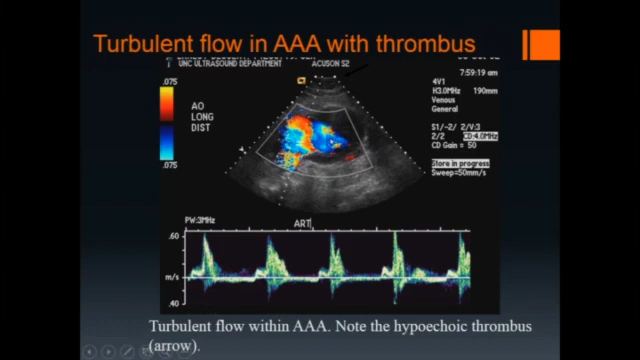 Turbulent flow in AAA with thrombus
UNC ULTRASOUND DEPARTMENT ACUSON S2
7:59:19 am
.075
AO
LONG
DIST
.075
4V1
H3.0MHz 190mm
Venous
General
S1/-2/ 2/V:3
2/2 CD:4.0MHz
CD Gain = 50
Store in progress
Sweep=50mm/s
PW:3MHz
ART
.60
m/s
.40
Turbulent flow within AAA. Note the hypoechoic thrombus
(arrow).